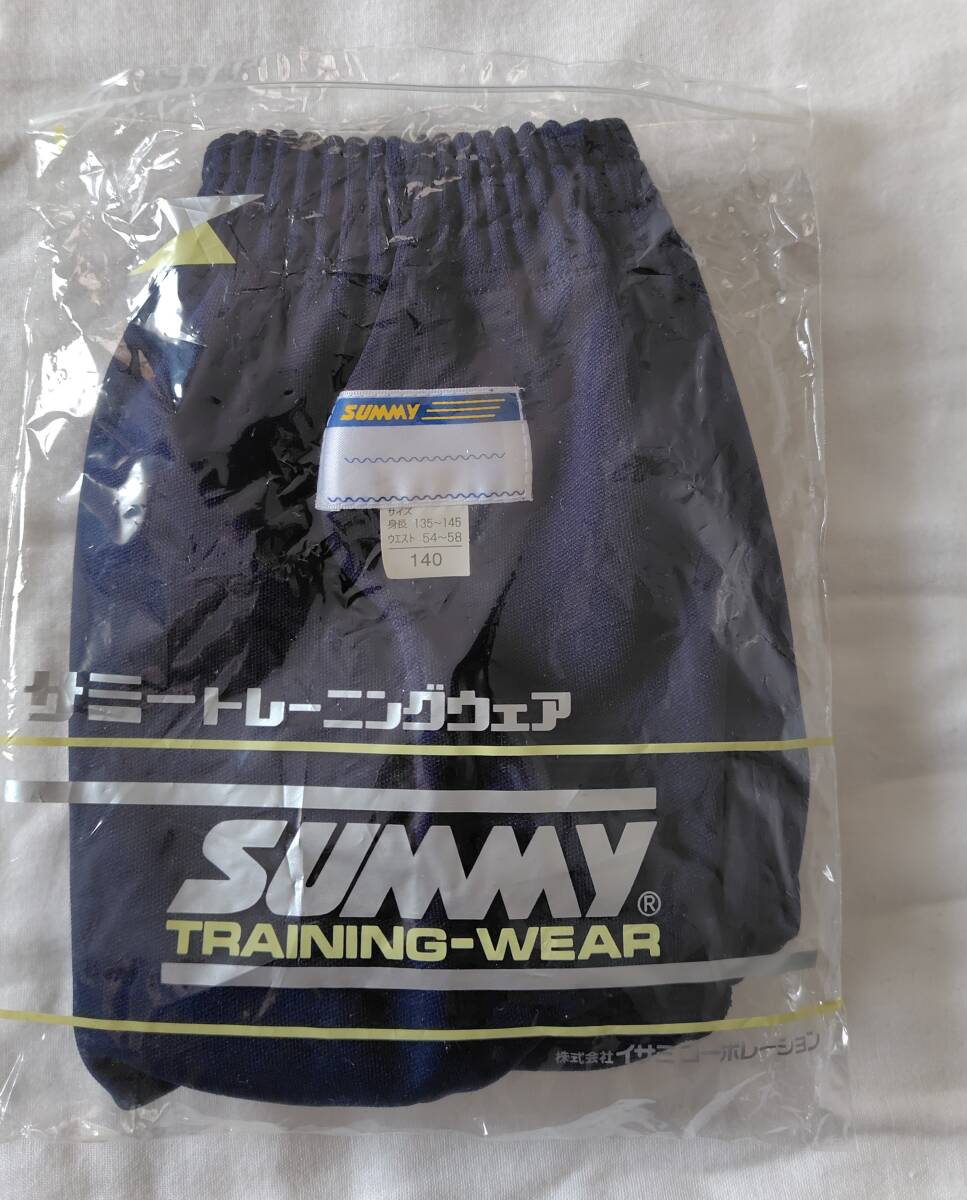 SUMMY
サイズ
身長 135～145
ウエスト 54～58
140
サミートレーニングウェア
SUMMY®
TRAINING-WEAR
株式会社イサミコーポレーション